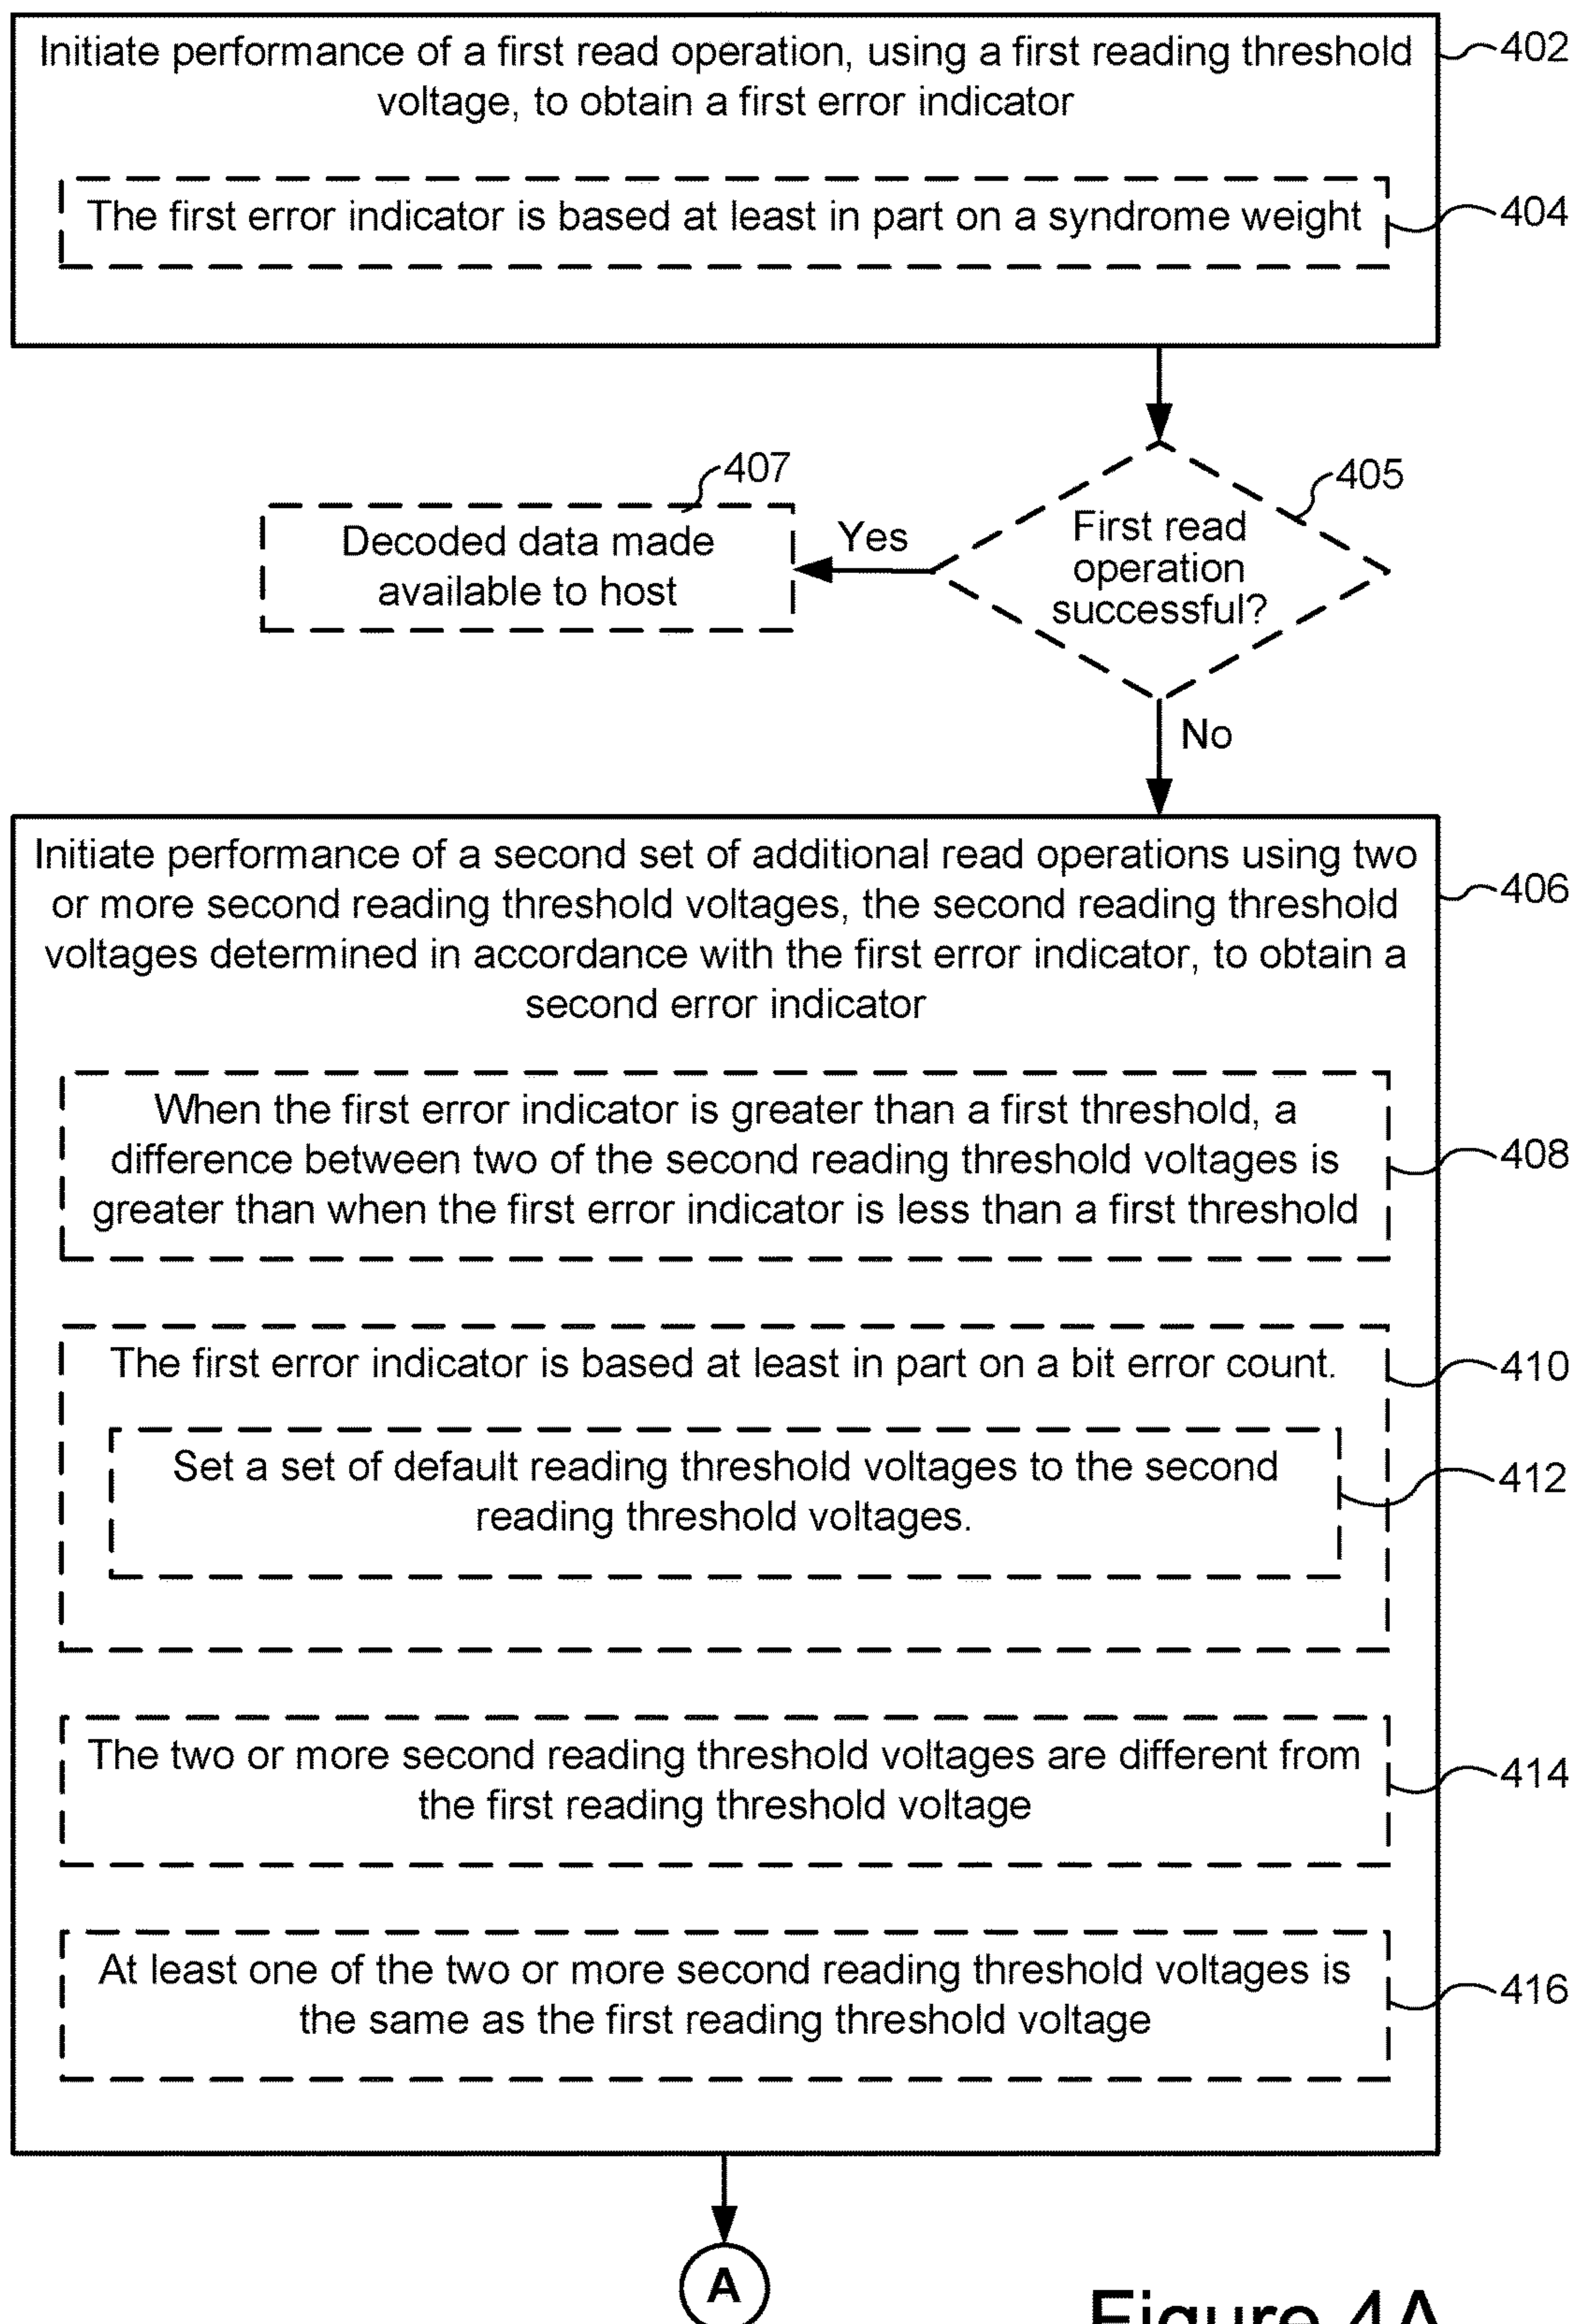 Initiate performance of a first read operation, using a first reading threshold
voltage, to obtain a first error indicator
402
The first error indicator is based at least in part on a syndrome weight
404
407
405
Decoded data made
available to host
Yes
First read
operation
successful?
No
Initiate performance of a second set of additional read operations using two
or more second reading threshold voltages, the second reading threshold
voltages determined in accordance with the first error indicator, to obtain a
second error indicator
406
When the first error indicator is greater than a first threshold, a
difference between two of the second reading threshold voltages is
greater than when the first error indicator is less than a first threshold
408
The first error indicator is based at least in part on a bit error count.
410
Set a set of default reading threshold voltages to the second
reading threshold voltages.
412
The two or more second reading threshold voltages are different from
the first reading threshold voltage
414
At least one of the two or more second reading threshold voltages is
the same as the first reading threshold voltage
416
A
Figure 4A